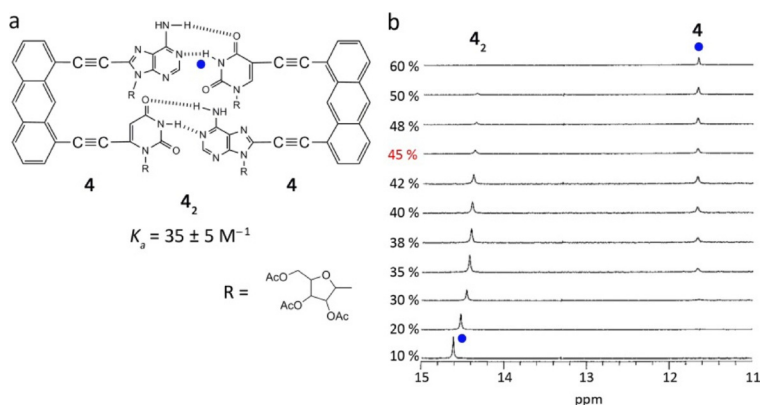 a
NH H O
N H N
N N N N
R O N
R
O H NH
N H N N
N O N N
R R
4 4₂ 4
Kₐ = 35 ± 5 M⁻¹
R =
AcO O
AcO OAc
b
4₂ 4
60 %
50 %
48 %
45 %
42 %
40 %
38 %
35 %
30 %
20 %
10 %
15 14 13 12 11
ppm